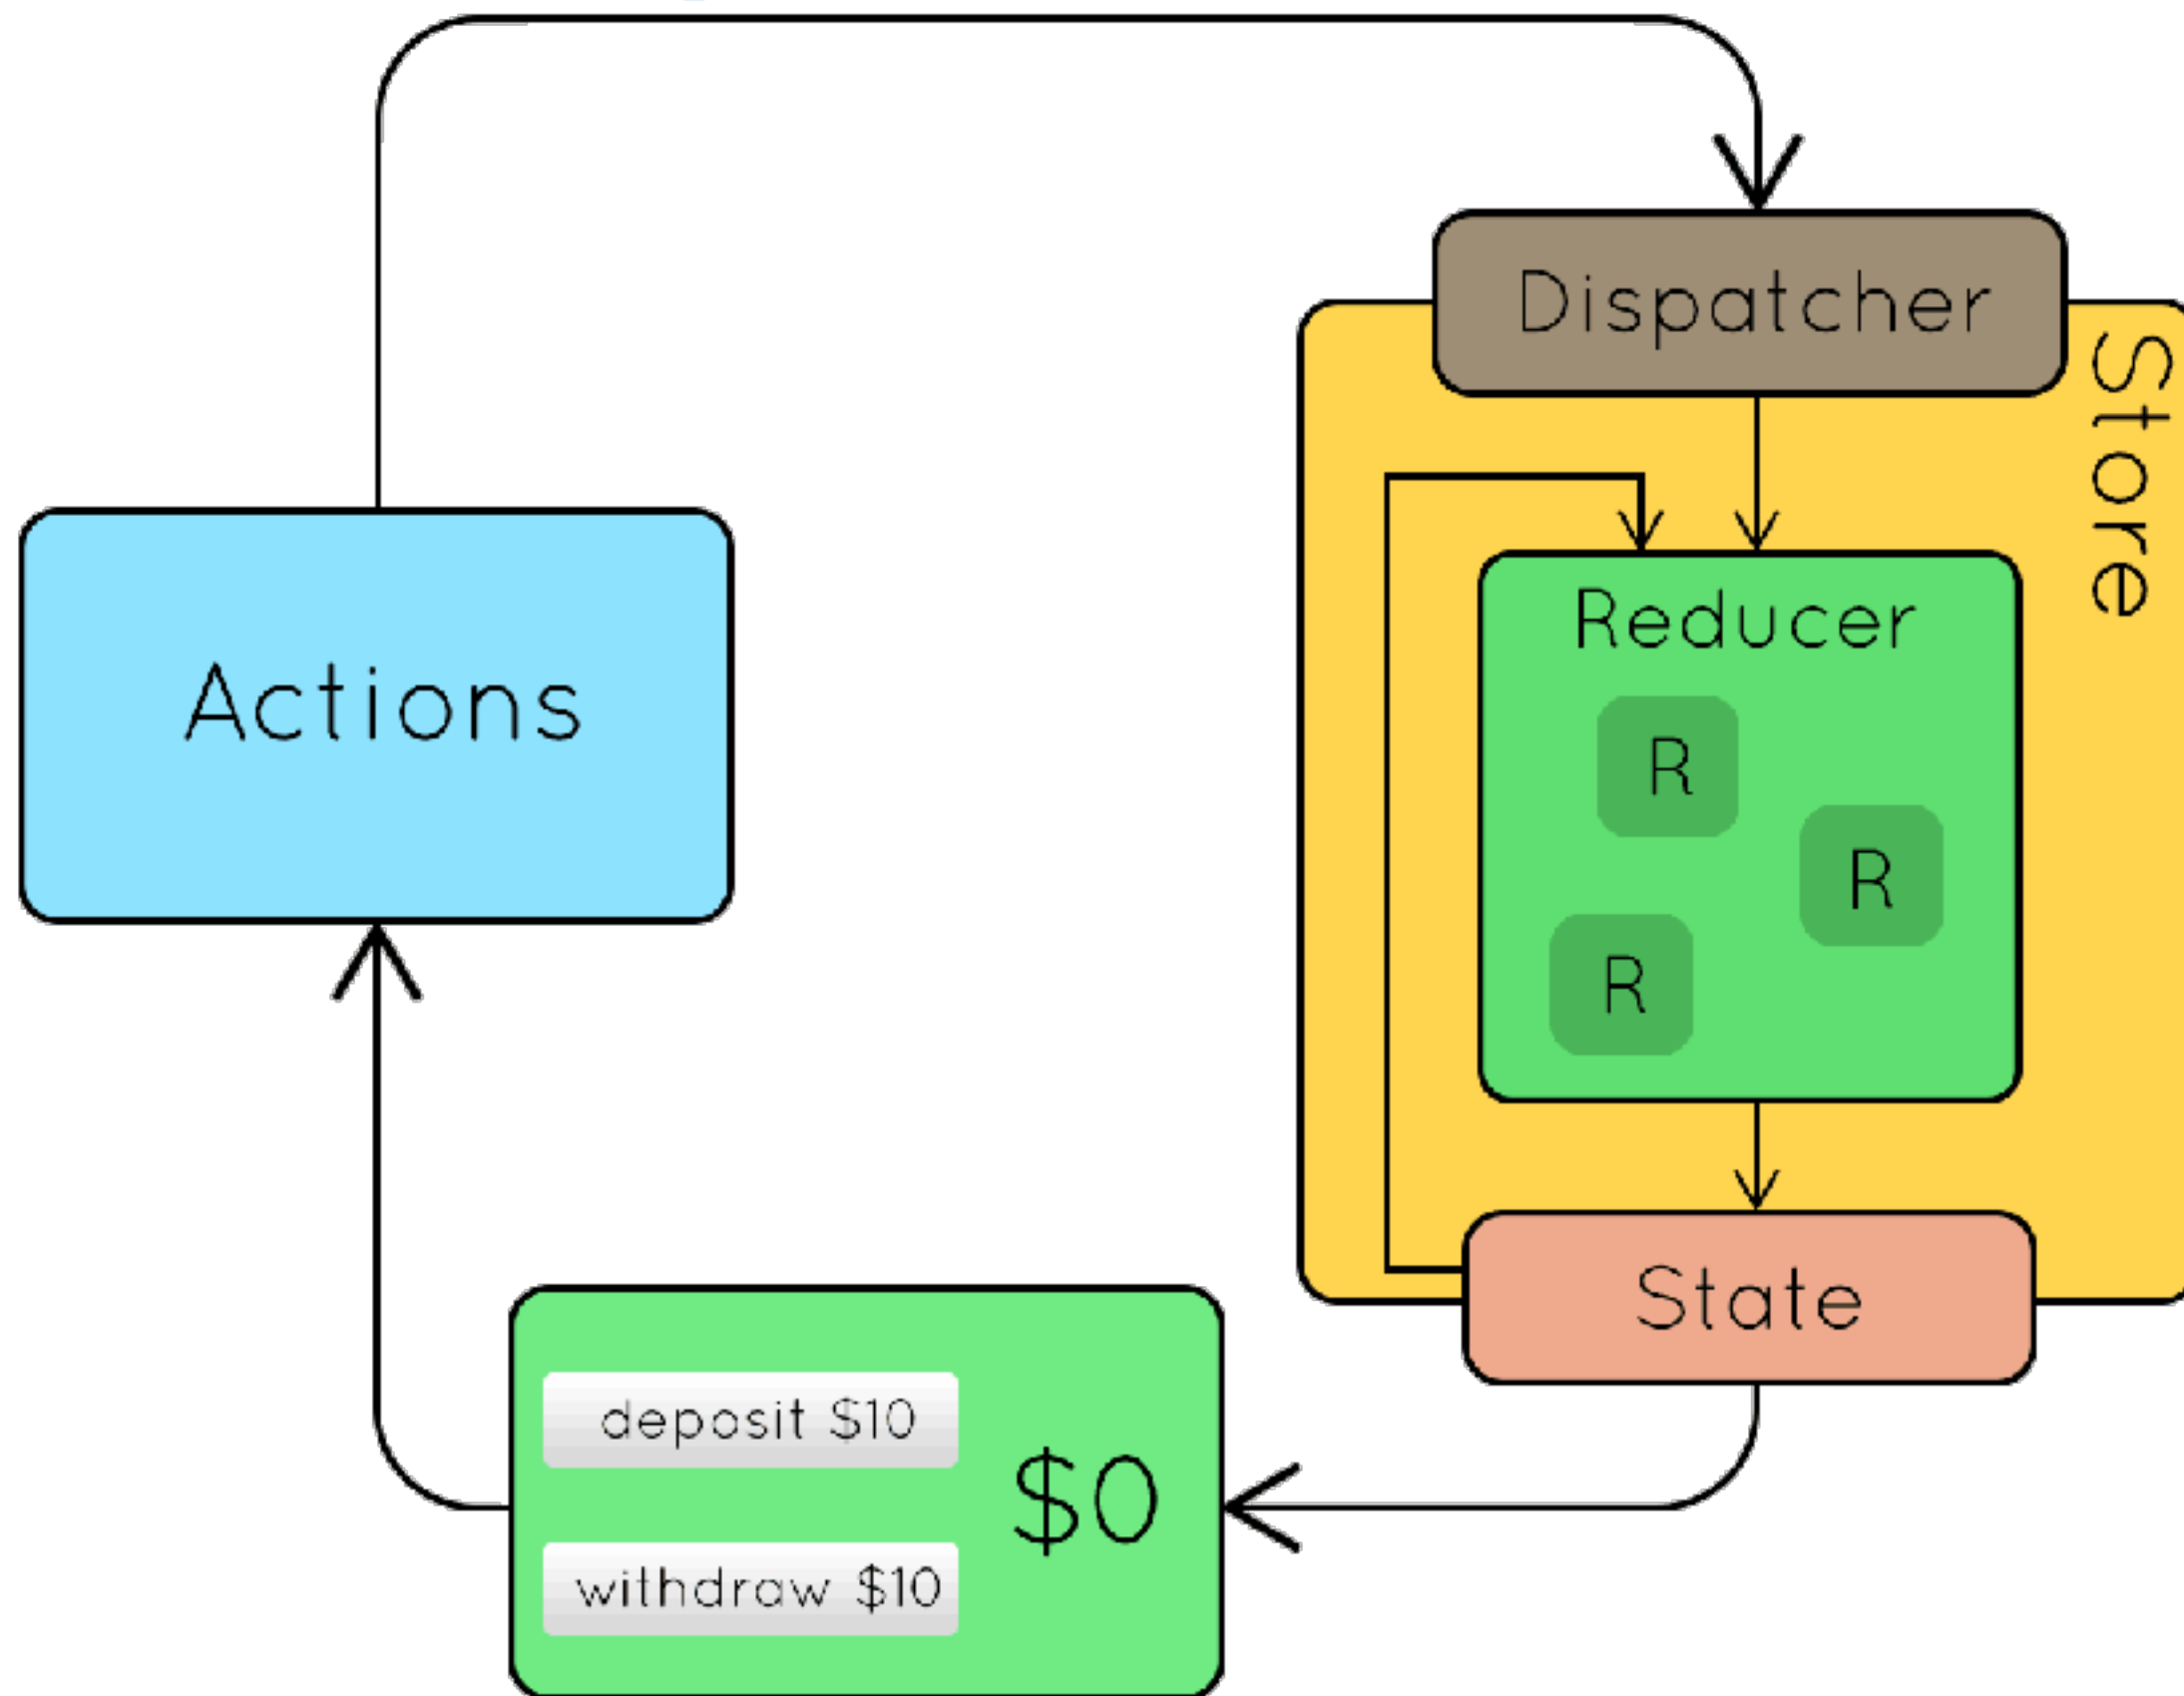 Dispatcher
Store
Reducer
R
R
R
Actions
State
deposit $10
$0
withdraw $10